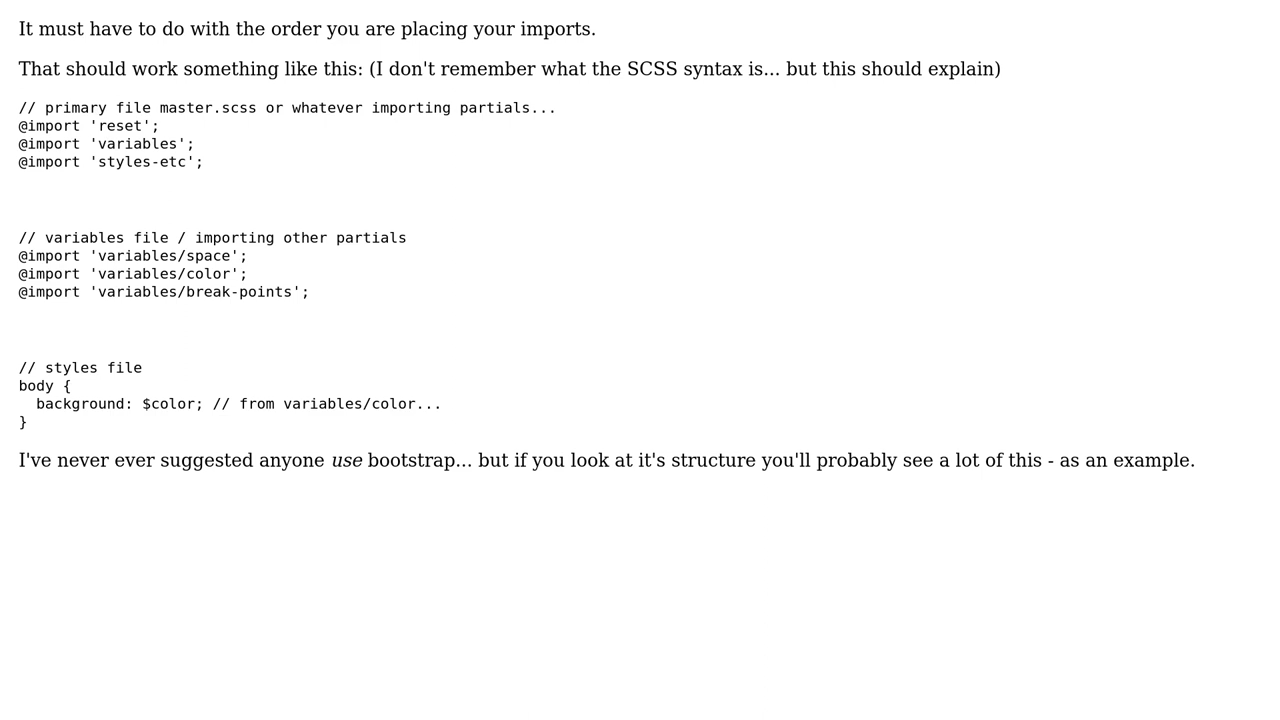 It must have to do with the order you are placing your imports.
That should work something like this: (I don't remember what the SCSS syntax is... but this should explain)
// primary file master.scss or whatever importing partials...
@import 'reset';
@import 'variables';
@import 'styles-etc';
// variables file / importing other partials
@import 'variables/space';
@import 'variables/color';
@import 'variables/break-points';
// styles file
body {
  background: $color; // from variables/color...
}
I've never ever suggested anyone use bootstrap... but if you look at it's structure you'll probably see a lot of this - as an example.